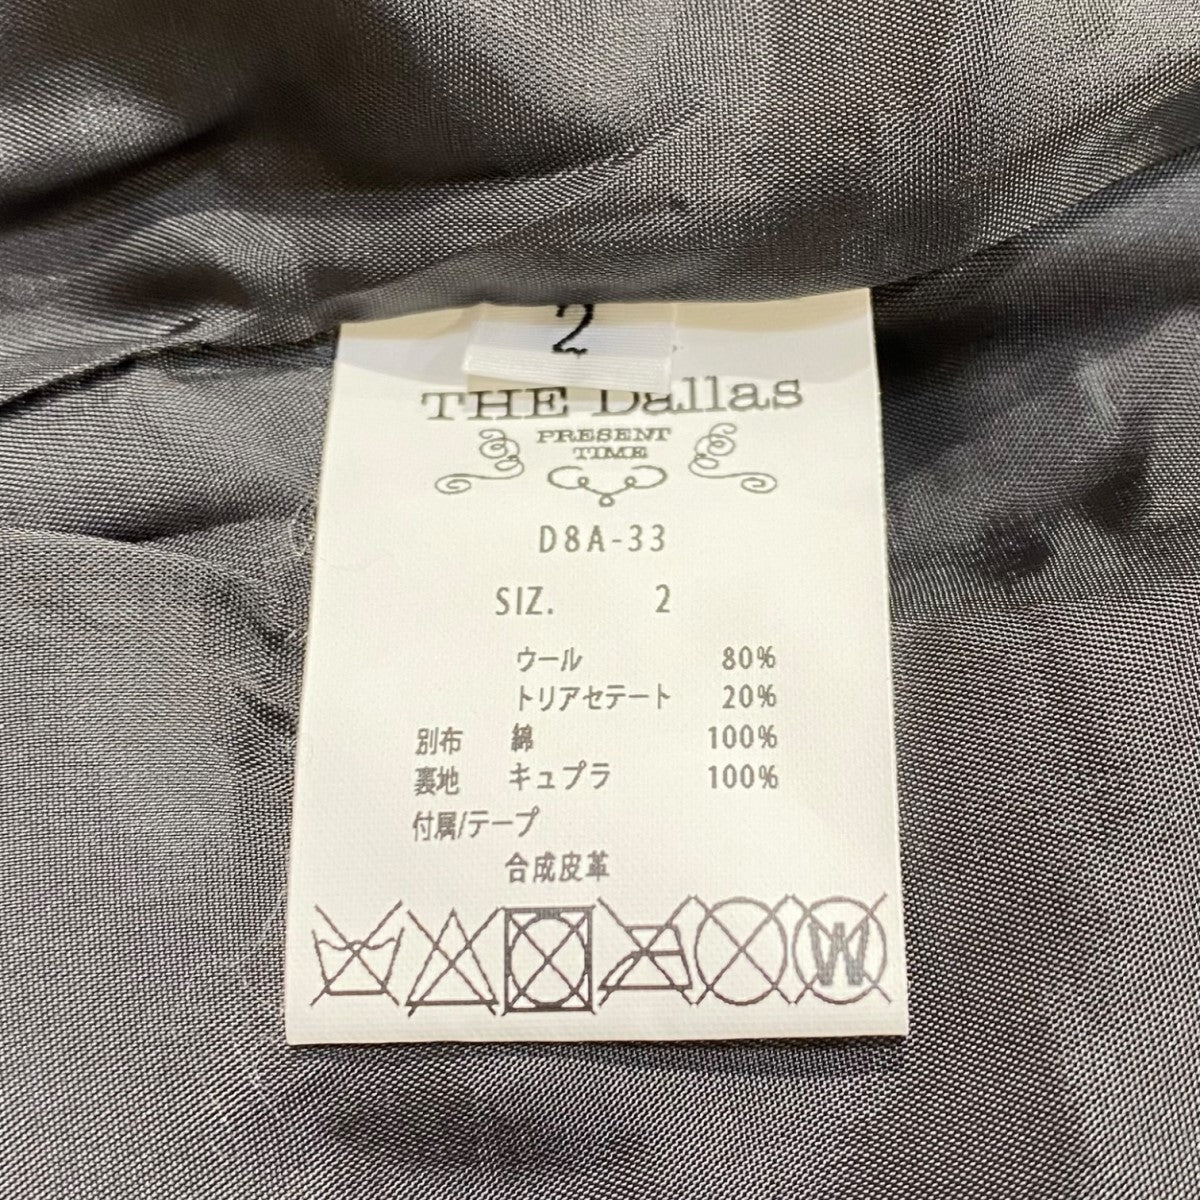 2
THE Dallas
PRESENT
TIME
D8A-33
SIZ. 2
ウール 80%
トリアセテート 20%
別布 綿 100%
裏地 キュプラ 100%
付属/テープ
合成皮革
W